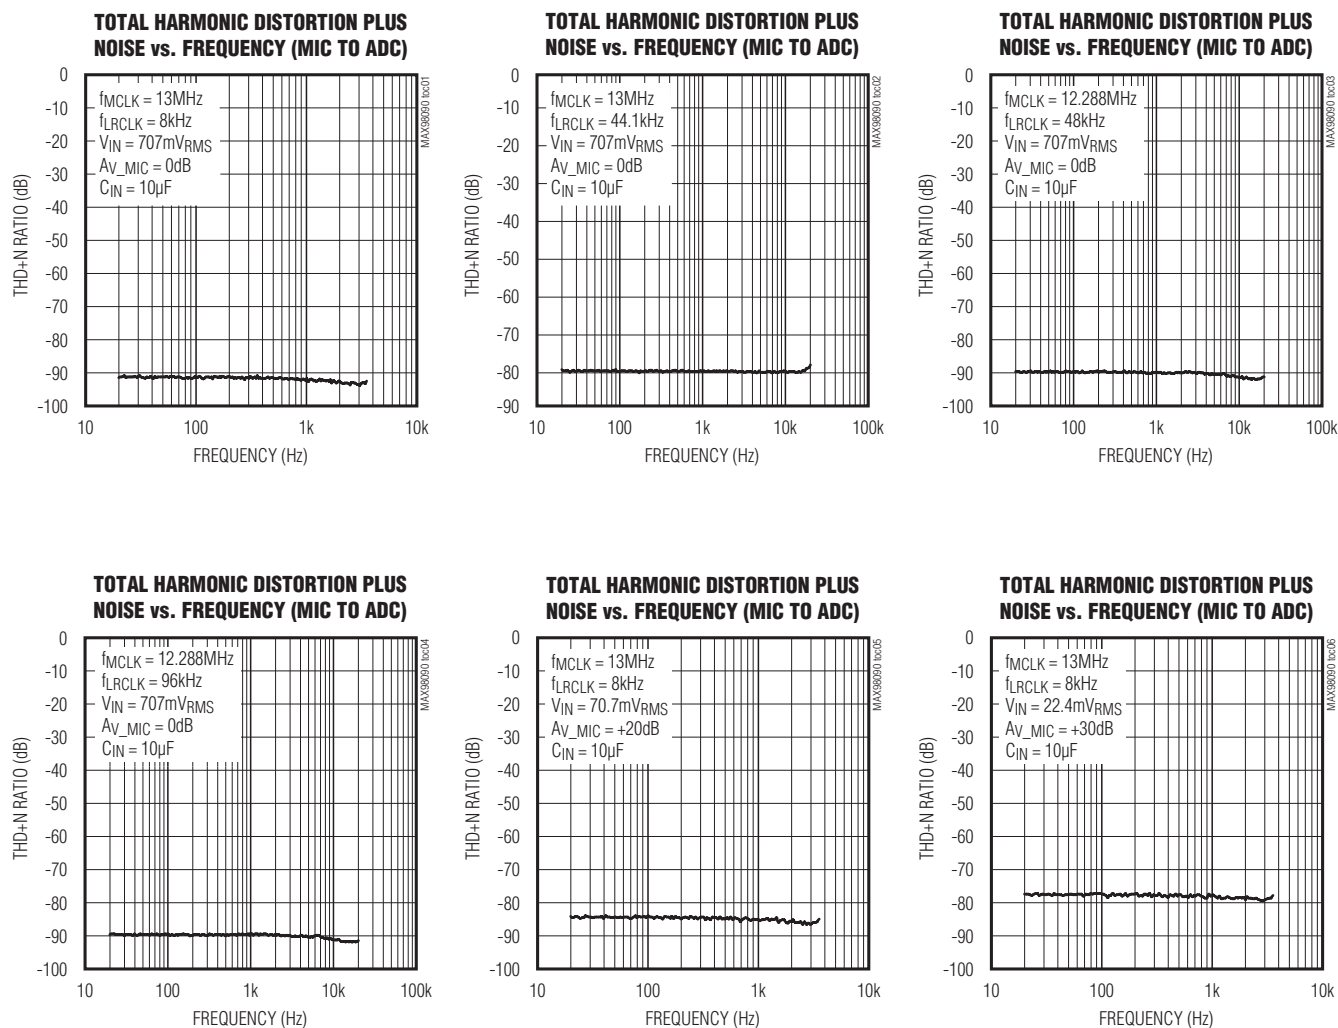 TOTAL HARMONIC DISTORTION PLUS
NOISE vs. FREQUENCY (MIC TO ADC)
MAX98090 toc01
fMCLK = 13MHz
fLRCLK = 8kHz
VIN = 707mVRMS
AV_MIC = 0dB
CIN = 10µF
THD+N RATIO (dB)
0
-10
-20
-30
-40
-50
-60
-70
-80
-90
-100
10
100
1k
10k
FREQUENCY (Hz)
TOTAL HARMONIC DISTORTION PLUS
NOISE vs. FREQUENCY (MIC TO ADC)
MAX98090 toc02
fMCLK = 13MHz
fLRCLK = 44.1kHz
VIN = 707mVRMS
AV_MIC = 0dB
CIN = 10µF
THD+N RATIO (dB)
0
-10
-20
-30
-40
-50
-60
-70
-80
-90
10
100
1k
10k
100k
FREQUENCY (Hz)
TOTAL HARMONIC DISTORTION PLUS
NOISE vs. FREQUENCY (MIC TO ADC)
MAX98090 toc03
fMCLK = 12.288MHz
fLRCLK = 48kHz
VIN = 707mVRMS
AV_MIC = 0dB
CIN = 10µF
THD+N RATIO (dB)
0
-10
-20
-30
-40
-50
-60
-70
-80
-90
-100
10
100
1k
10k
100k
FREQUENCY (Hz)
TOTAL HARMONIC DISTORTION PLUS
NOISE vs. FREQUENCY (MIC TO ADC)
MAX98090 toc04
fMCLK = 12.288MHz
fLRCLK = 96kHz
VIN = 707mVRMS
AV_MIC = 0dB
CIN = 10µF
THD+N RATIO (dB)
0
-10
-20
-30
-40
-50
-60
-70
-80
-90
-100
10
100
1k
10k
100k
FREQUENCY (Hz)
TOTAL HARMONIC DISTORTION PLUS
NOISE vs. FREQUENCY (MIC TO ADC)
MAX98090 toc05
fMCLK = 13MHz
fLRCLK = 8kHz
VIN = 70.7mVRMS
AV_MIC = +20dB
CIN = 10µF
THD+N RATIO (dB)
0
-10
-20
-30
-40
-50
-60
-70
-80
-90
-100
10
100
1k
10k
FREQUENCY (Hz)
TOTAL HARMONIC DISTORTION PLUS
NOISE vs. FREQUENCY (MIC TO ADC)
MAX98090 toc06
fMCLK = 13MHz
fLRCLK = 8kHz
VIN = 22.4mVRMS
AV_MIC = +30dB
CIN = 10µF
THD+N RATIO (dB)
0
-10
-20
-30
-40
-50
-60
-70
-80
-90
-100
10
100
1k
10k
FREQUENCY (Hz)